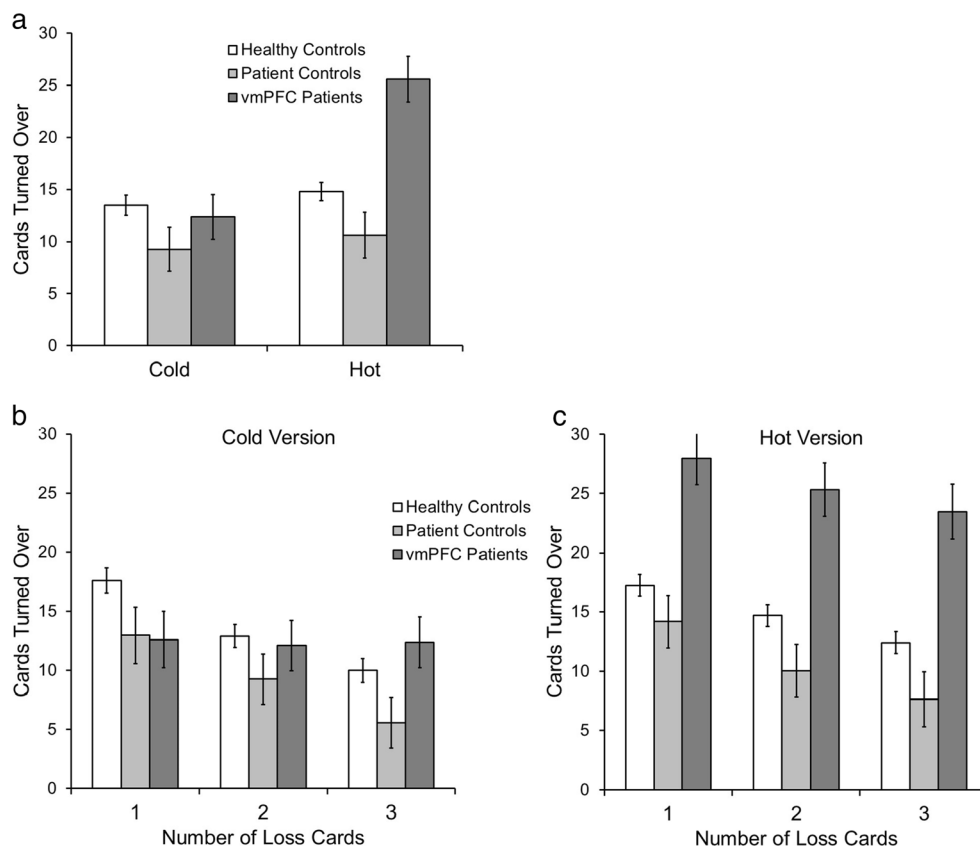 a
30
25
20
15
10
5
0
Cards Turned Over
Healthy Controls
Patient Controls
vmPFC Patients
Cold Hot
b
Cold Version
30
25
20
15
10
5
0
Cards Turned Over
Healthy Controls
Patient Controls
vmPFC Patients
1 2 3
Number of Loss Cards
c
Hot Version
30
25
20
15
10
5
0
Cards Turned Over
1 2 3
Number of Loss Cards